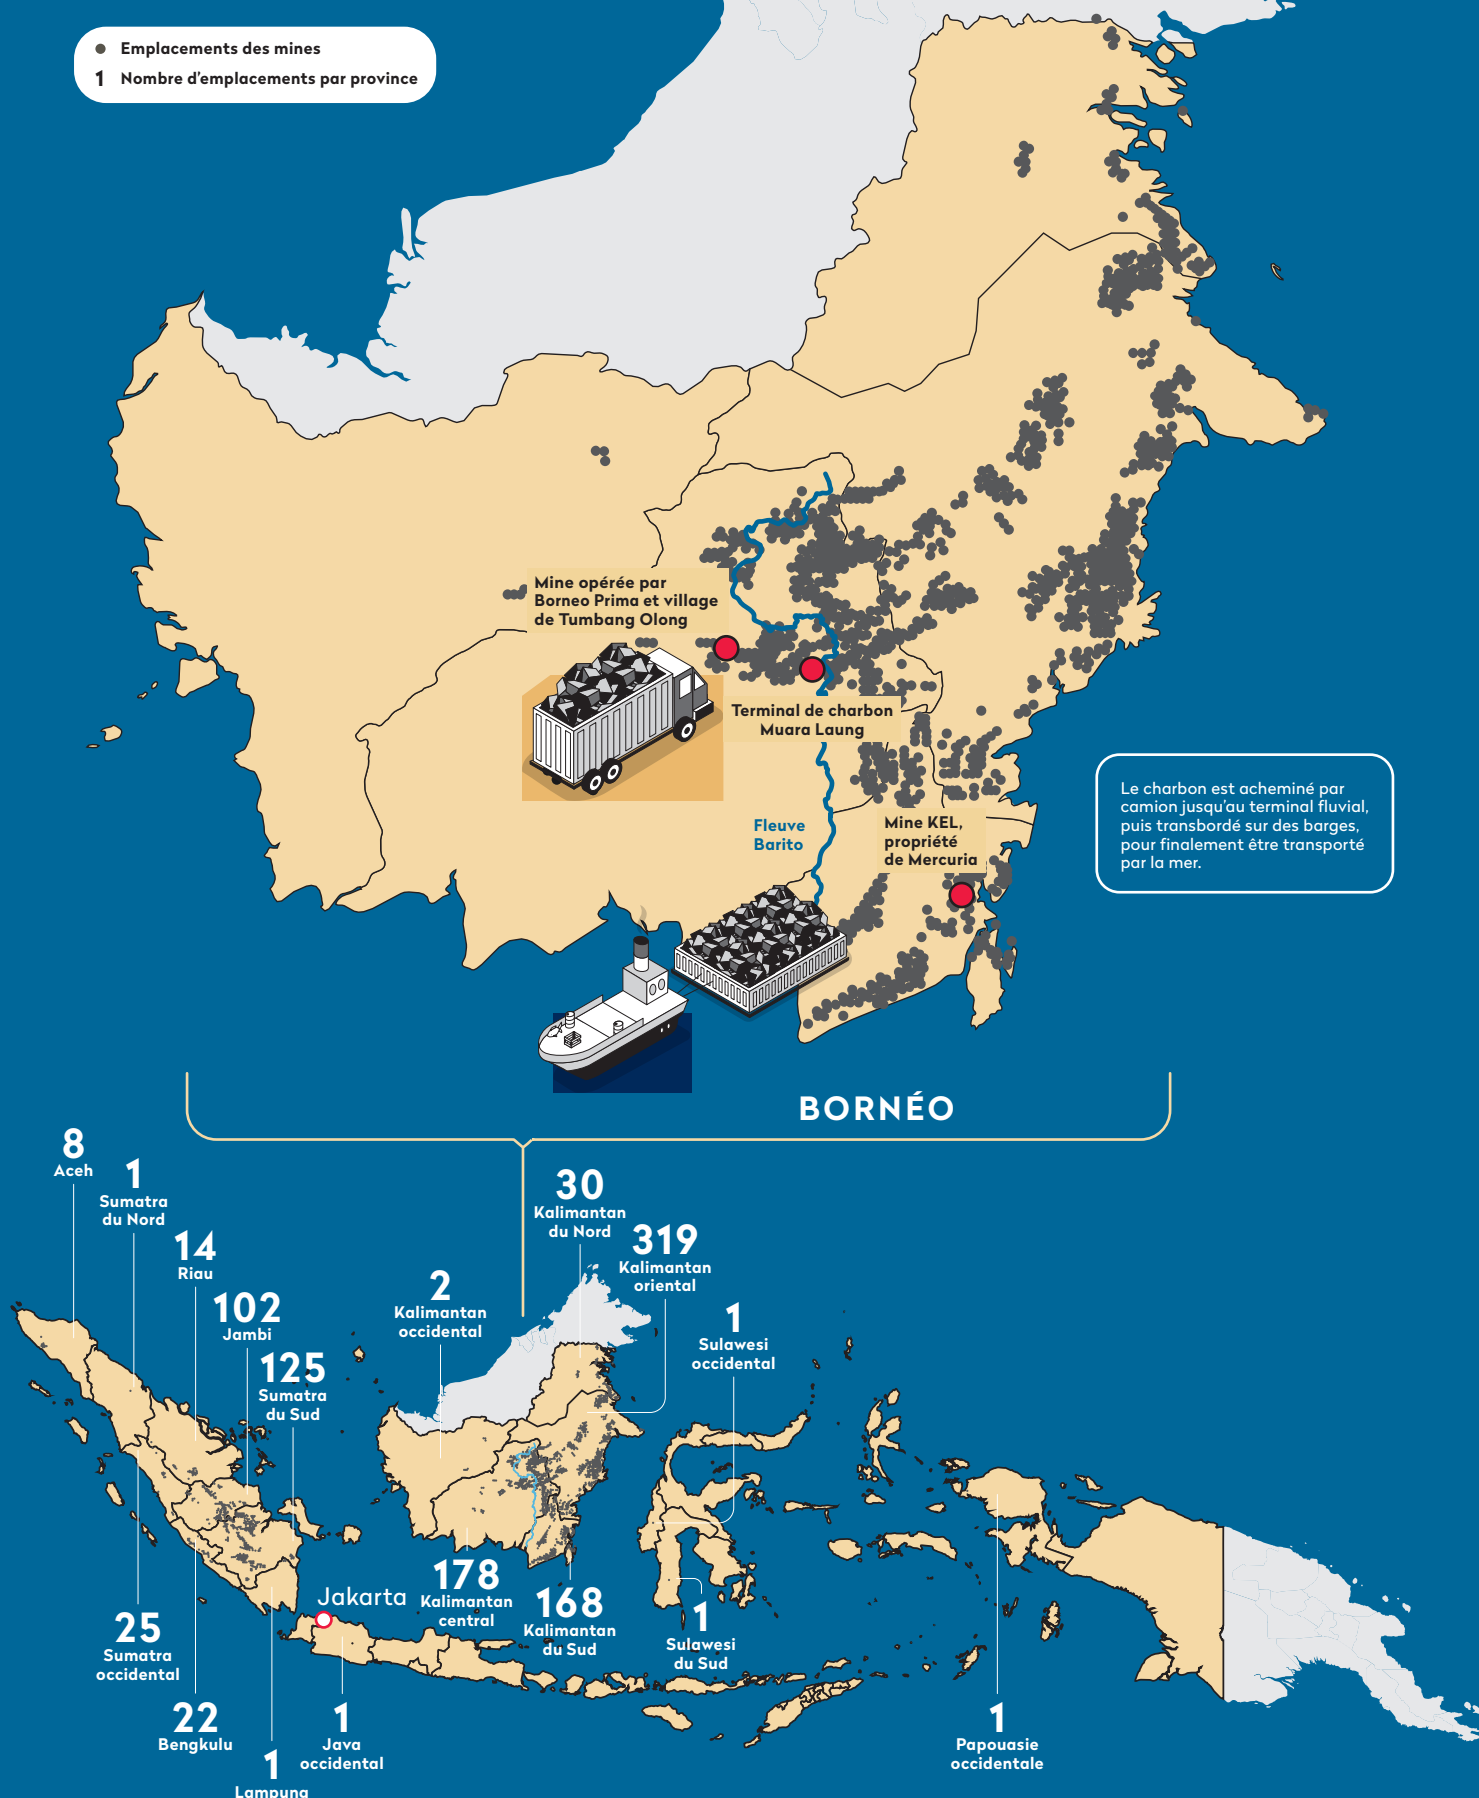 Emplacements des mines
1 Nombre d'emplacements par province
Mine opérée par
Borneo Prima et village
de Tumbang Olong
Terminal de charbon
Muara Laung
Fleuve
Barito
Mine KEL,
propriété
de Mercuria
Le charbon est acheminé par
camion jusqu'au terminal fluvial,
puis transbordé sur des barges,
pour finalement être transporté
par la mer.
BORNÉO
8
Aceh
1
Sumatra
du Nord
14
Riau
102
Jambi
125
Sumatra
du Sud
2
Kalimantan
occidental
30
Kalimantan
du Nord
319
Kalimantan
oriental
1
Sulawesi
occidental
25
Sumatra
occidental
22
Bengkulu
1
Lampung
Jakarta
1
Java
occidental
178
Kalimantan
central
168
Kalimantan
du Sud
1
Sulawesi
du Sud
1
Papouasie
occidentale